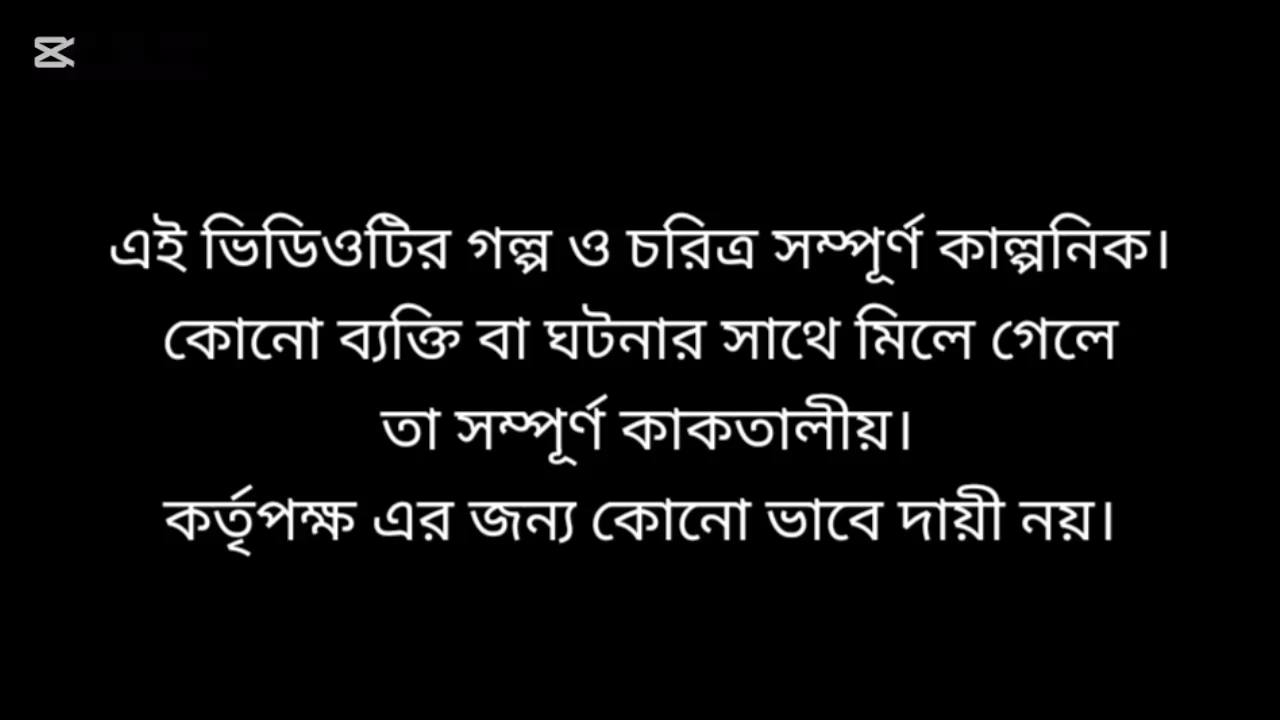 এই ভিডিওটির গল্প ও চরিত্র সম্পূর্ণ কাল্পনিক।
কোনো ব্যক্তি বা ঘটনার সাথে মিলে গেলে
তা সম্পূর্ণ কাকতালীয়।
কর্তৃপক্ষ এর জন্য কোনো ভাবে দায়ী নয়।